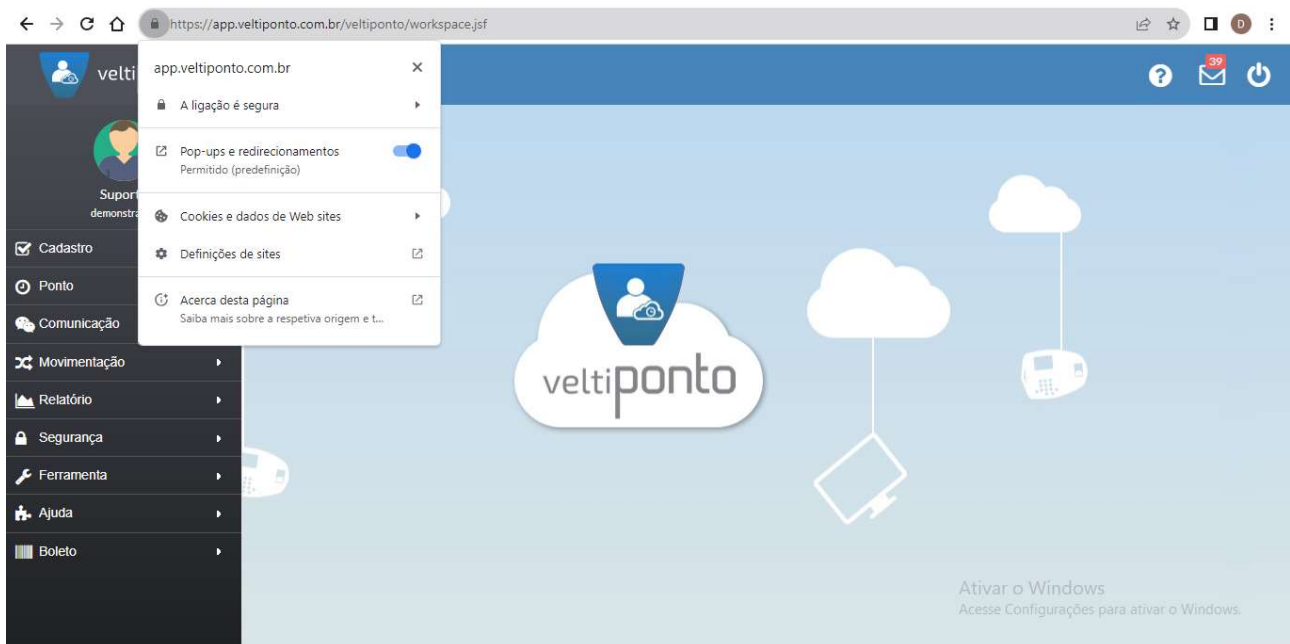 https://app.veltiponto.com.br/veltiponto/workspace.jsf
D
velti
app.veltiponto.com.br
39
A ligação é segura
Pop-ups e redirecionamentos
Permitido (predefinição)
Supor
demonstra
Cookies e dados de Web sites
Cadastro
Definições de sites
Ponto
Acerca desta página
Saiba mais sobre a respetiva origem e t...
Comunicação
Movimentação
veltiponto
Relatório
Segurança
Ferramenta
Ajuda
Boleto
Ativar o Windows
Acesse Configurações para ativar o Windows.